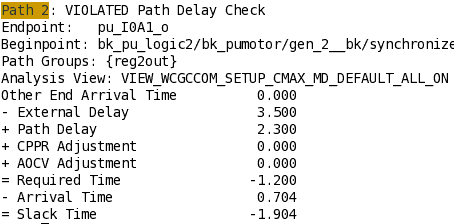 Path 2: VIOLATED Path Delay Check
Endpoint:   pu_I0A1_o
Beginpoint: bk_pu_logic2/bk_pumotor/gen_2__bk/synchronize
Path Groups: {reg2out}
Analysis View: VIEW_WCGCCOM_SETUP_CMAX_MD_DEFAULT_ALL_ON
Other End Arrival Time          0.000
- External Delay                3.500
+ Path Delay                    2.300
+ CPPR Adjustment               0.000
+ AOCV Adjustment               0.000
= Required Time                -1.200
- Arrival Time                  0.704
= Slack Time                   -1.904